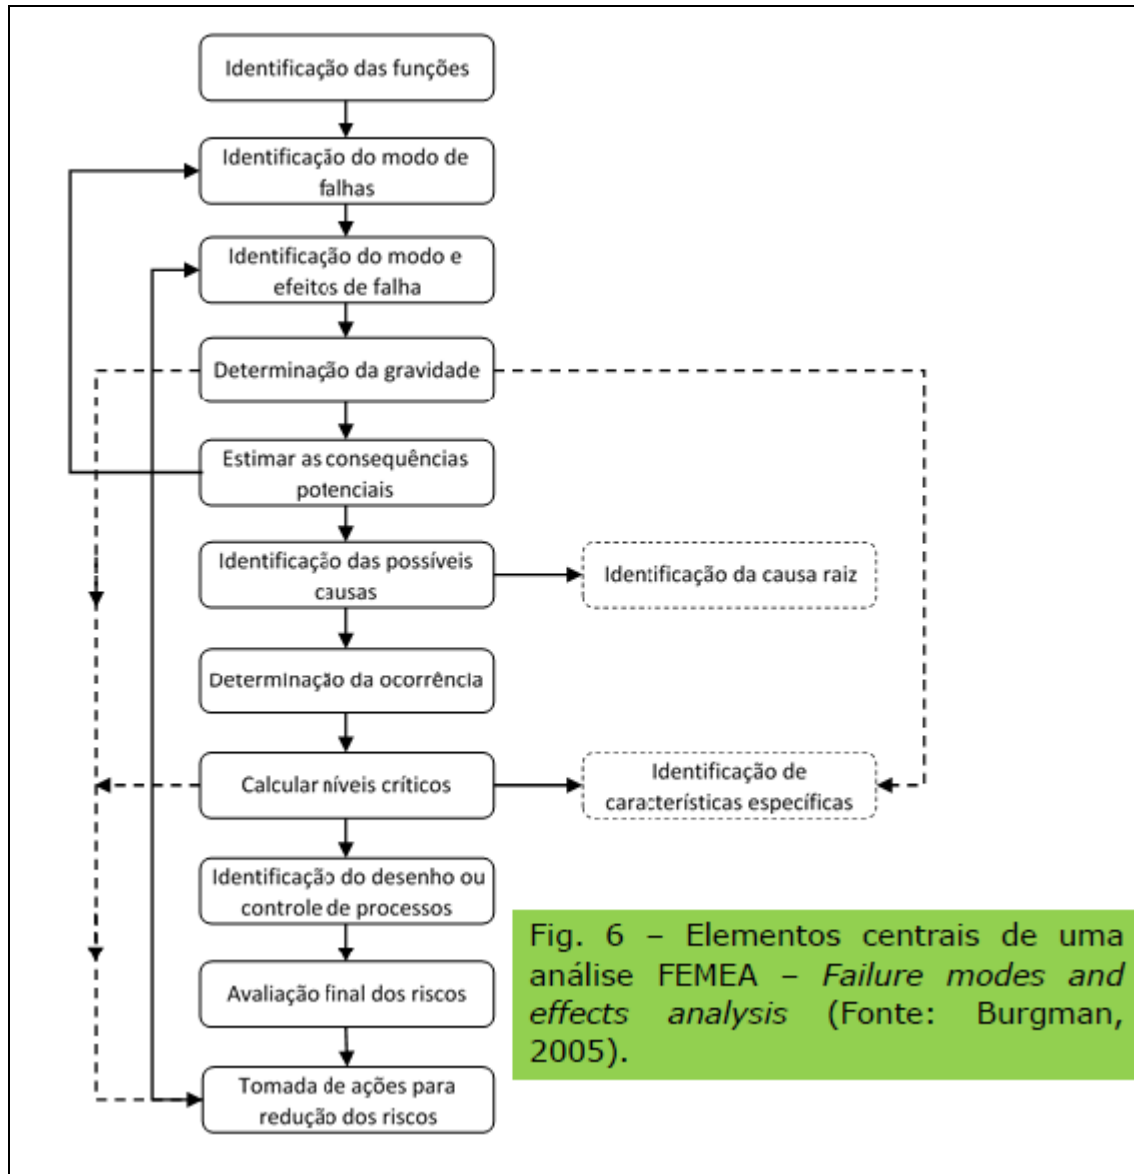 Identificação das funções
Identificação do modo de
falhas
Identificação do modo e
efeitos de falha
Determinação da gravidade
Estimar as consequências
potenciais
Identificação das possíveis
causas
Identificação da causa raiz
Determinação da ocorrência
Calcular níveis críticos
Identificação de
características específicas
Identificação do desenho ou
controle de processos
Avaliação final dos riscos
Tomada de ações para
redução dos riscos
Fig. 6 – Elementos centrais de uma
análise FEMEA – Failure modes and
effects analysis (Fonte: Burgman,
2005).